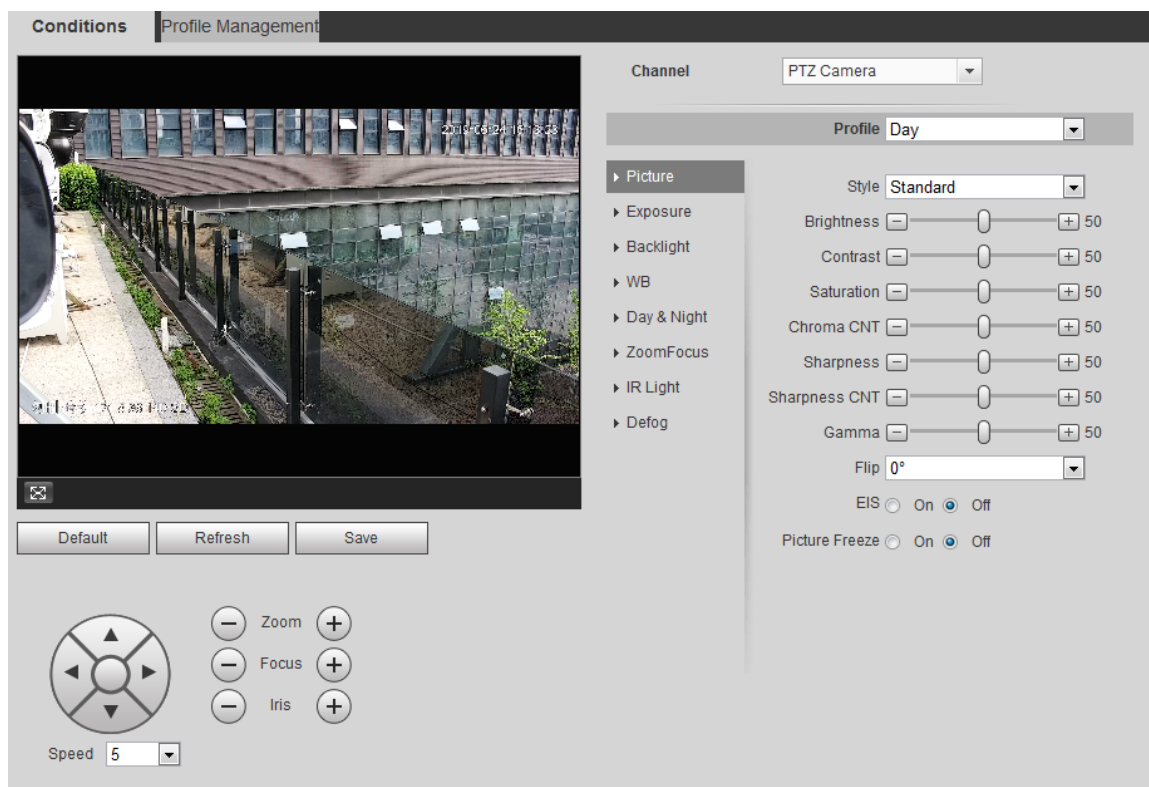 Conditions
Profile Management
Channel PTZ Camera
Profile Day
Picture
Exposure
Backlight
WB
Day & Night
ZoomFocus
IR Light
Defog
Style Standard
Brightness 50
Contrast 50
Saturation 50
Chroma CNT 50
Sharpness 50
Sharpness CNT 50
Gamma 50
Flip 0°
EIS On Off
Picture Freeze On Off
Default Refresh Save
Zoom
Focus
Iris
Speed 5